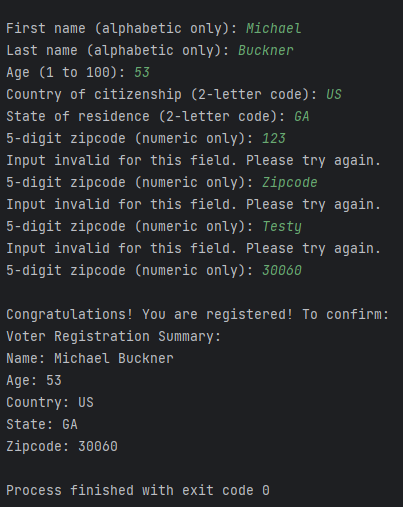 First name (alphabetic only): Michael
Last name (alphabetic only): Buckner
Age (1 to 100): 53
Country of citizenship (2-letter code): US
State of residence (2-letter code): GA
5-digit zipcode (numeric only): 123
Input invalid for this field. Please try again.
5-digit zipcode (numeric only): Zipcode
Input invalid for this field. Please try again.
5-digit zipcode (numeric only): Testy
Input invalid for this field. Please try again.
5-digit zipcode (numeric only): 30060
Congratulations! You are registered! To confirm:
Voter Registration Summary:
Name: Michael Buckner
Age: 53
Country: US
State: GA
Zipcode: 30060
Process finished with exit code 0